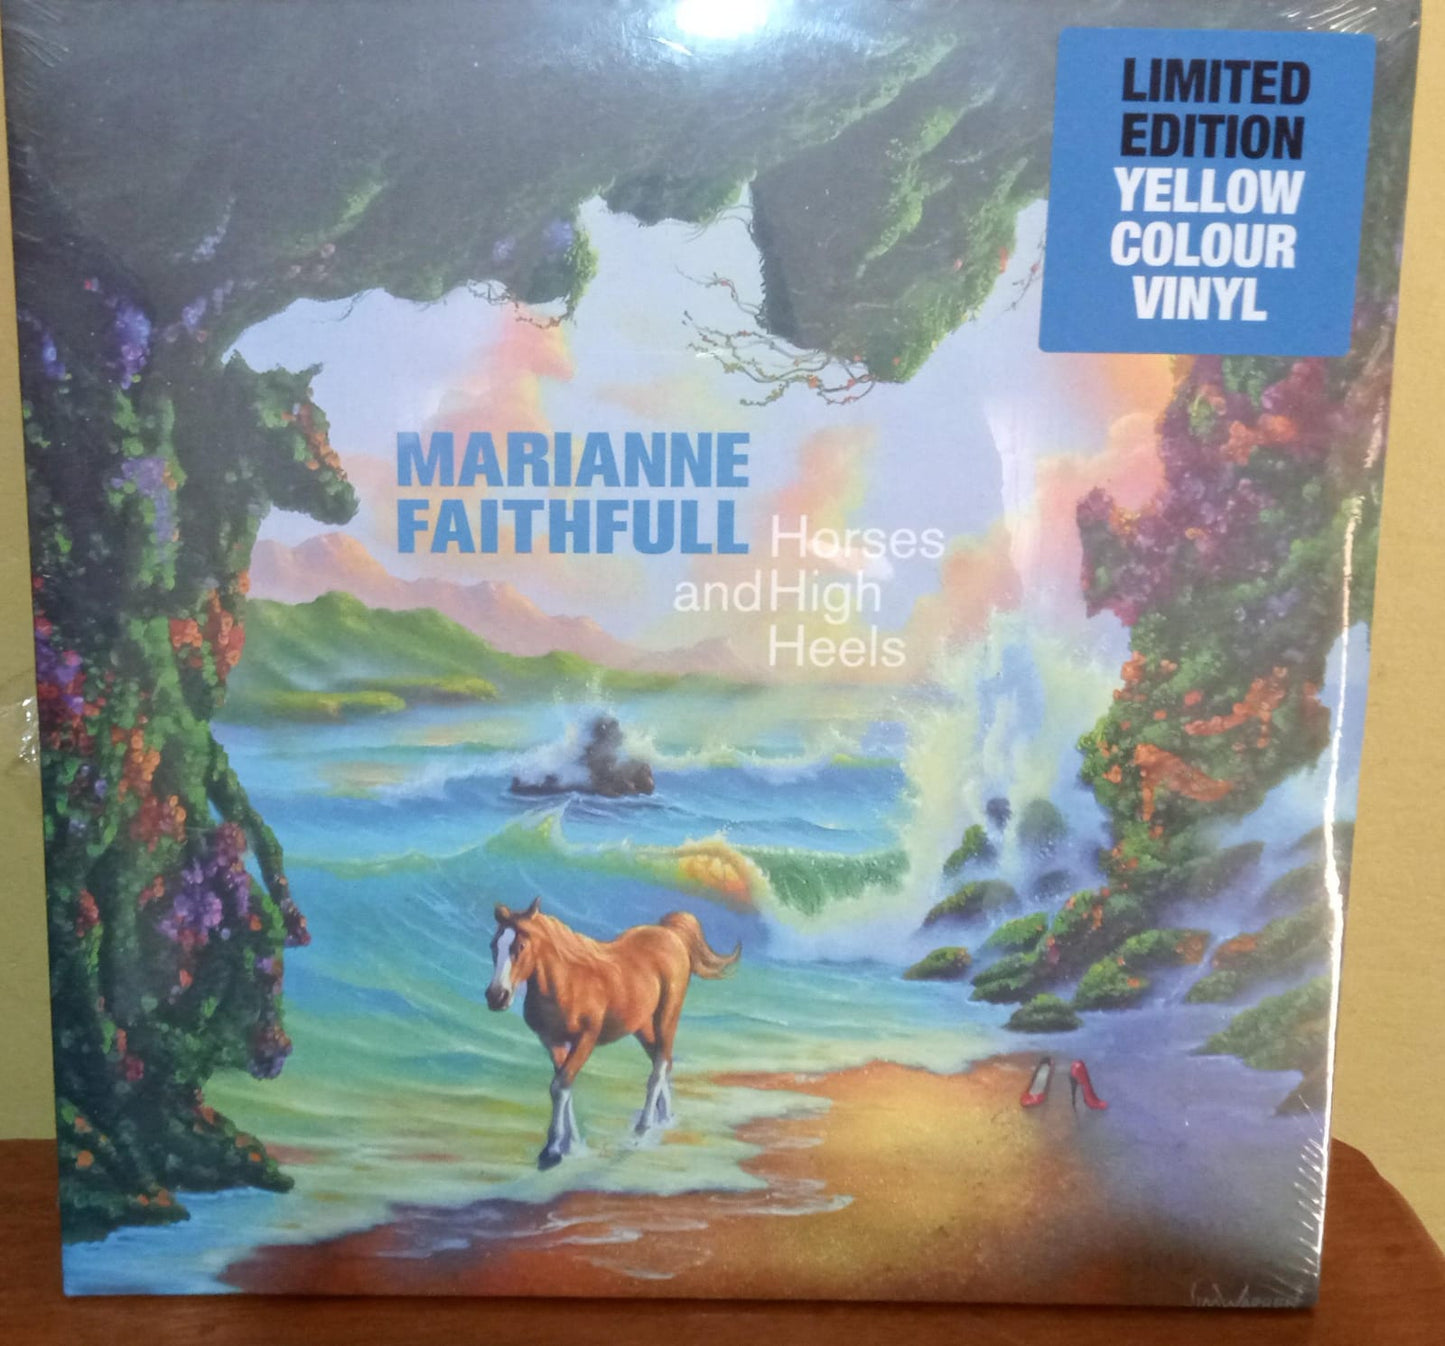 LIMITED
EDITION
YELLOW
COLOUR
VINYL
MARIANNE
FAITHFULL
Horses
and High
Heels